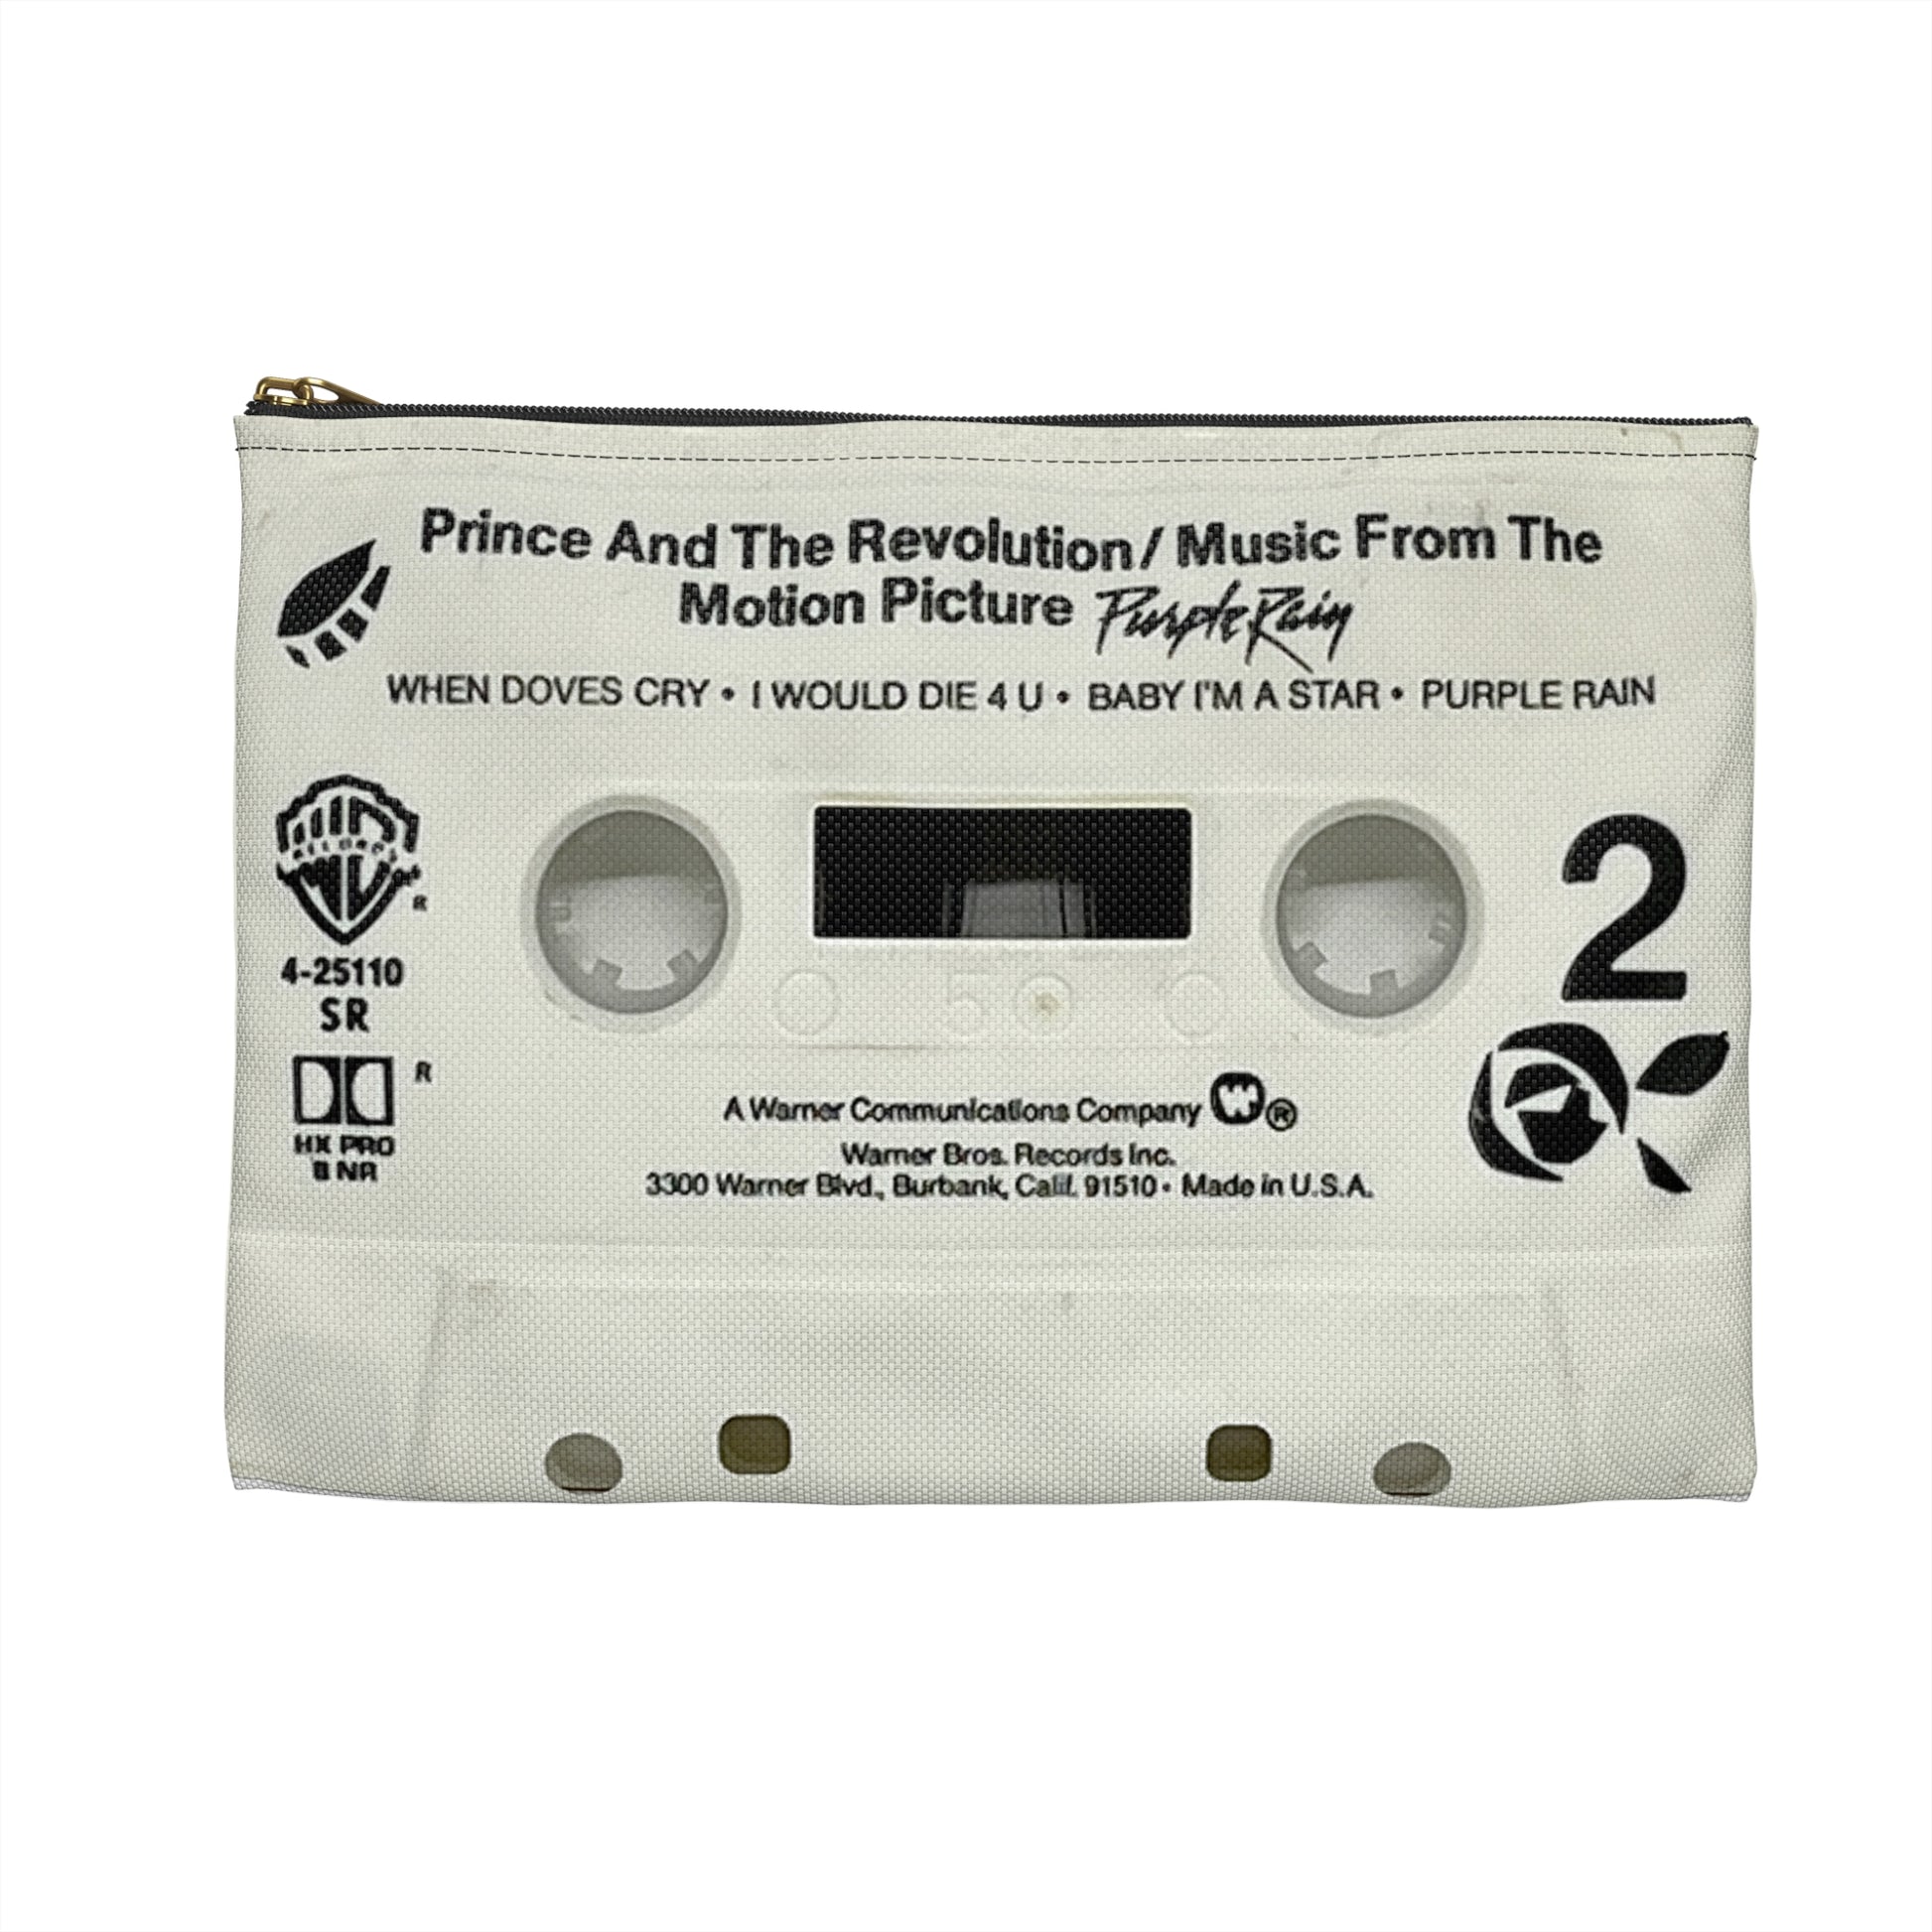 Prince And The Revolution/ Music From The
Motion Picture Purple Rain
WHEN DOVES CRY • I WOULD DIE 4 U • BABY I'M A STAR • PURPLE RAIN
2
®
4-25110
SR
®
HX PRO
B NR
A Warner Communications Company ®
Warner Bros. Records Inc.
3300 Warner Blvd., Burbank, Calif. 91510 • Made in U.S.A.